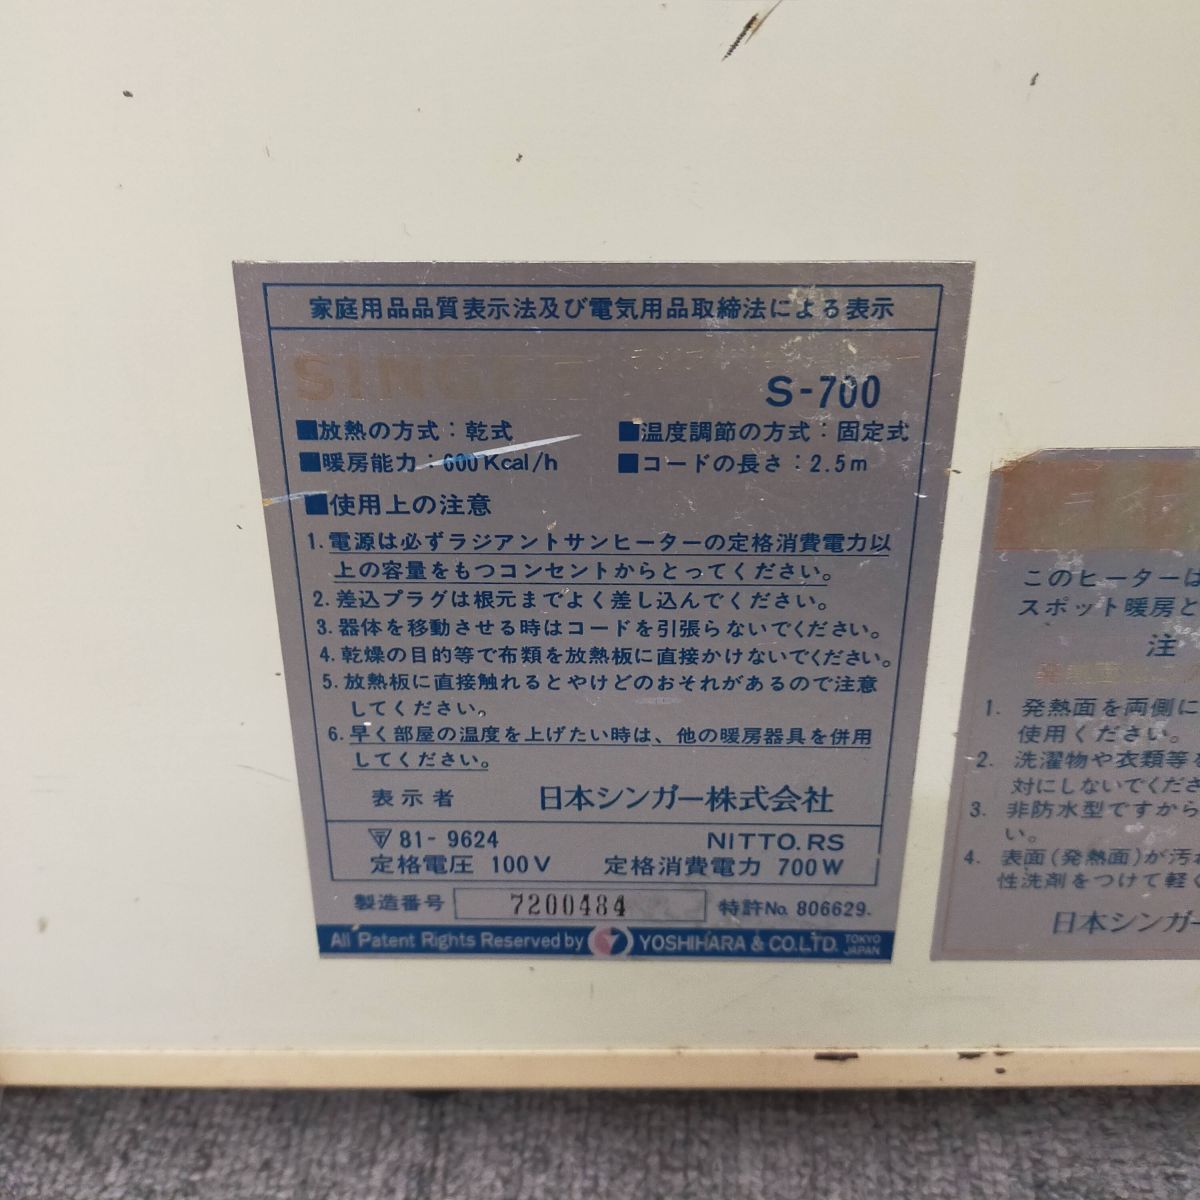 家庭用品品質表示法及び電気用品取締法による表示
SINGER
S-700
■放熱の方式：乾式 ■温度調節の方式：固定式
■暖房能力：600 Kcal/h ■コードの長さ：2.5m
■使用上の注意
1. 電源は必ずラジアントサンヒーターの定格消費電力以
上の容量をもつコンセントからとってください。
2. 差込プラグは根元までよく差し込んでください。
3. 器体を移動させる時はコードを引張らないでください。
4. 乾燥の目的等で布類を放熱板に直接かけないでください。
5. 放熱板に直接触れるとやけどのおそれがあるので注意
してください。
6. 早く部屋の温度を上げたい時は、他の暖房器具を併用
してください。
表示者 日本シンガー株式会社
81-9624 NITTO.RS
定格電圧 100V 定格消費電力 700W
製造番号 7200484 特許No. 806629.
All Patent Rights Reserved by YOSHIHARA & CO.LTD. TOKYO JAPAN
このヒーターは
スポット暖房と
注
1. 発熱面を両側に
使用ください。
2. 洗濯物や衣類等を
対にしないでくださ
3. 非防水型ですから
い。
4. 表面(発熱面)が汚れ
性洗剤をつけて軽く
日本シンガー